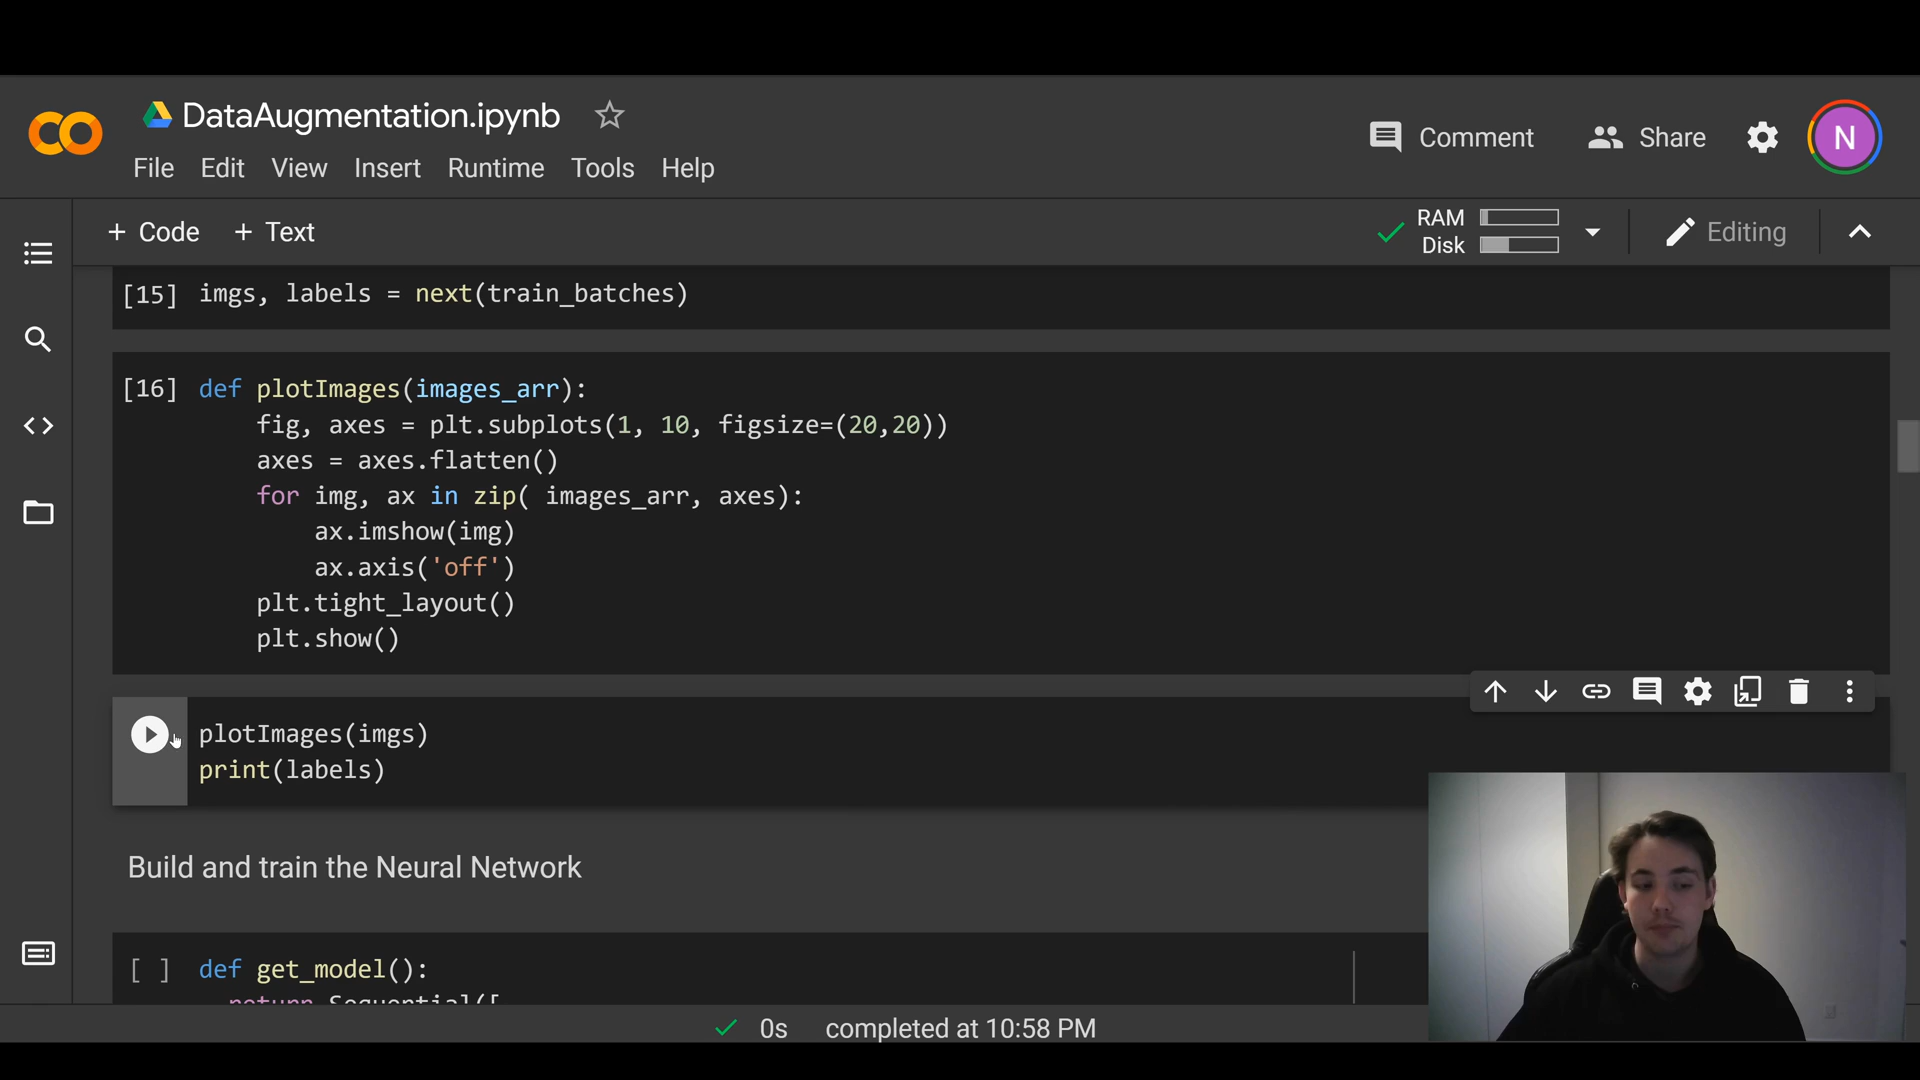 DataAugmentation.ipynb
Comment
Share
N
File Edit View Insert Runtime Tools Help
+ Code + Text
RAM
Disk
Editing
[15] imgs, labels = next(train_batches)
[16] def plotImages(images_arr):
fig, axes = plt.subplots(1, 10, figsize=(20,20))
axes = axes.flatten()
for img, ax in zip( images_arr, axes):
ax.imshow(img)
ax.axis('off')
plt.tight_layout()
plt.show()
plotImages(imgs)
print(labels)
Build and train the Neural Network
[ ] def get_model():
return Sequential([
0s completed at 10:58 PM